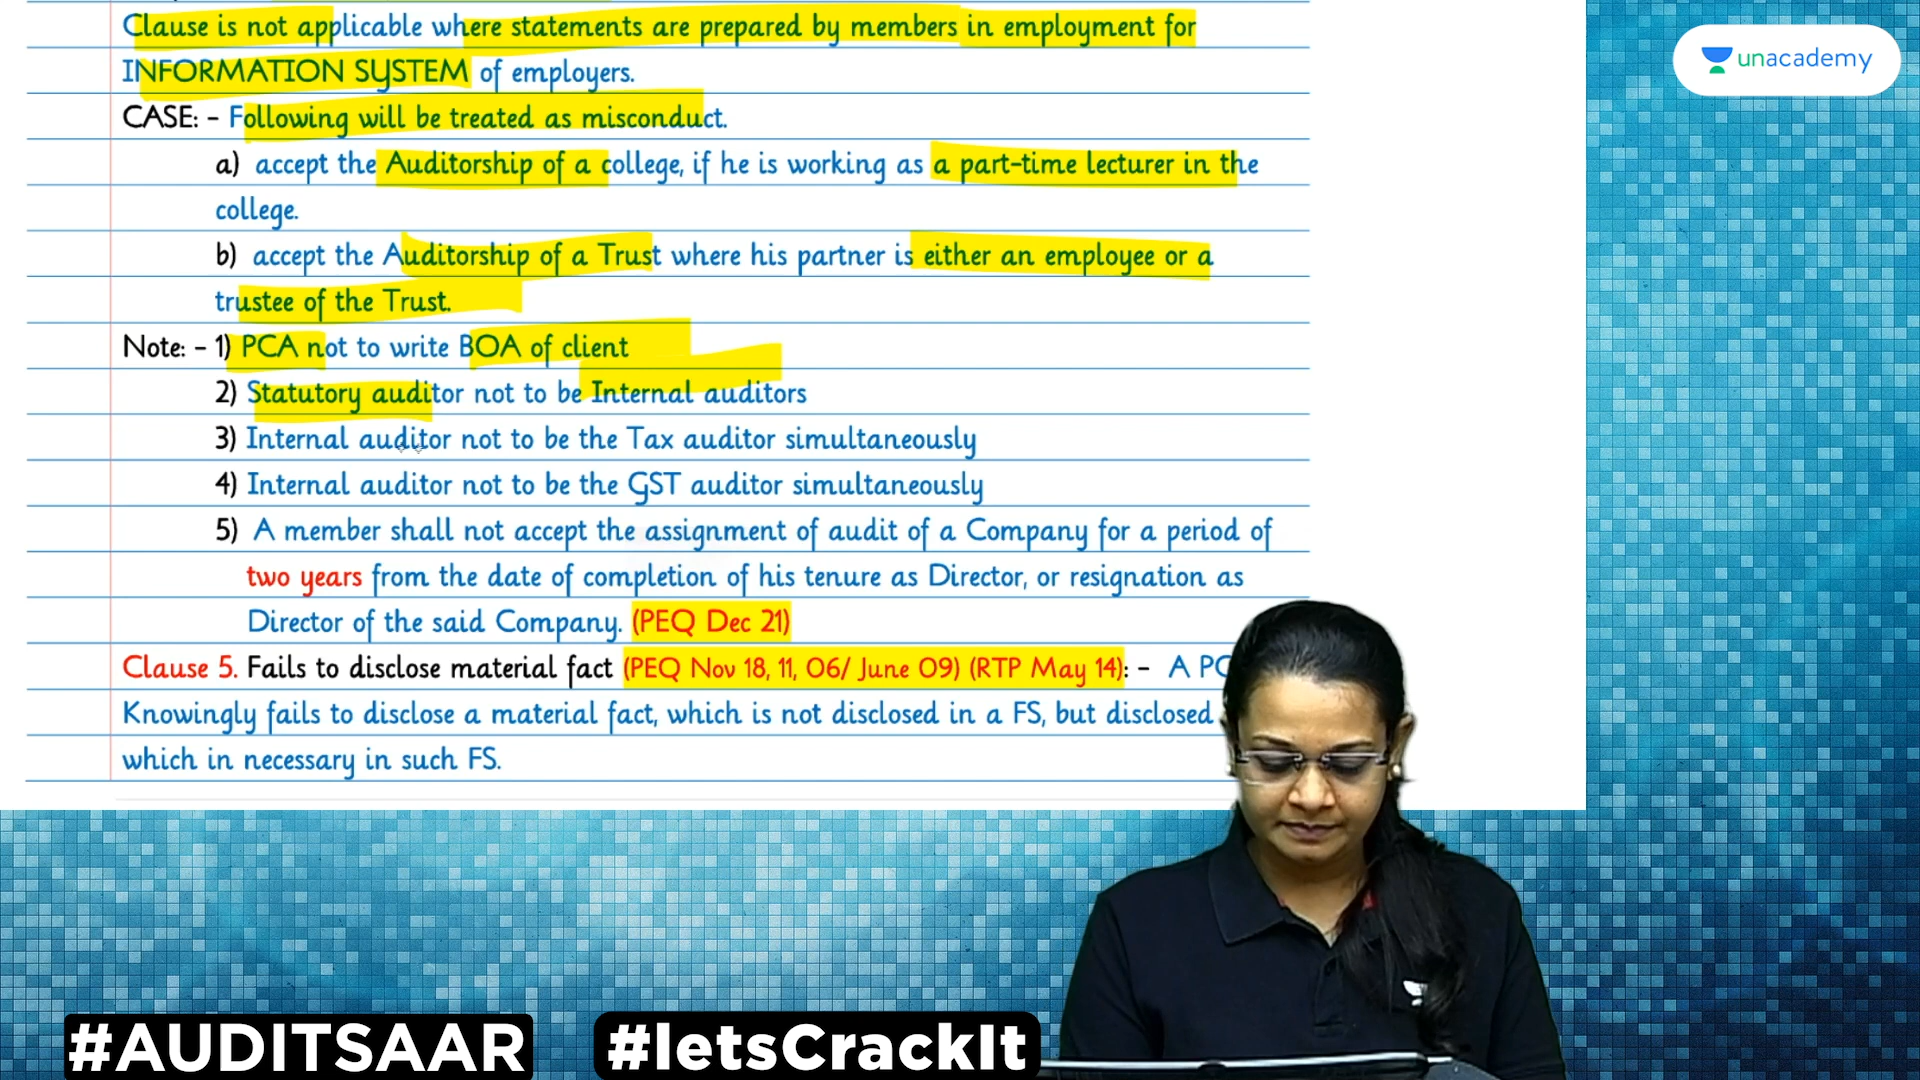 Clause is not applicable where statements are prepared by members in employment for
INFORMATION SYSTEM of employers.
CASE: - Following will be treated as misconduct.
a) accept the Auditorship of a college, if he is working as a part-time lecturer in the
college.
b) accept the Auditorship of a Trust where his partner is either an employee or a
trustee of the Trust.
Note: - 1) PCA not to write BOA of client
2) Statutory auditor not to be Internal auditors
3) Internal auditor not to be the Tax auditor simultaneously
4) Internal auditor not to be the GST auditor simultaneously
5) A member shall not accept the assignment of audit of a Company for a period of
two years from the date of completion of his tenure as Director, or resignation as
Director of the said Company. (PEQ Dec 21)
Clause 5. Fails to disclose material fact (PEQ Nov 18, 11, 06/ June 09) (RTP May 14): - A
Knowingly fails to disclose a material fact, which is not disclosed in a FS, but disclosed
which in necessary in such FS.
unacademy
#AUDITSAAR
#letsCrackIt